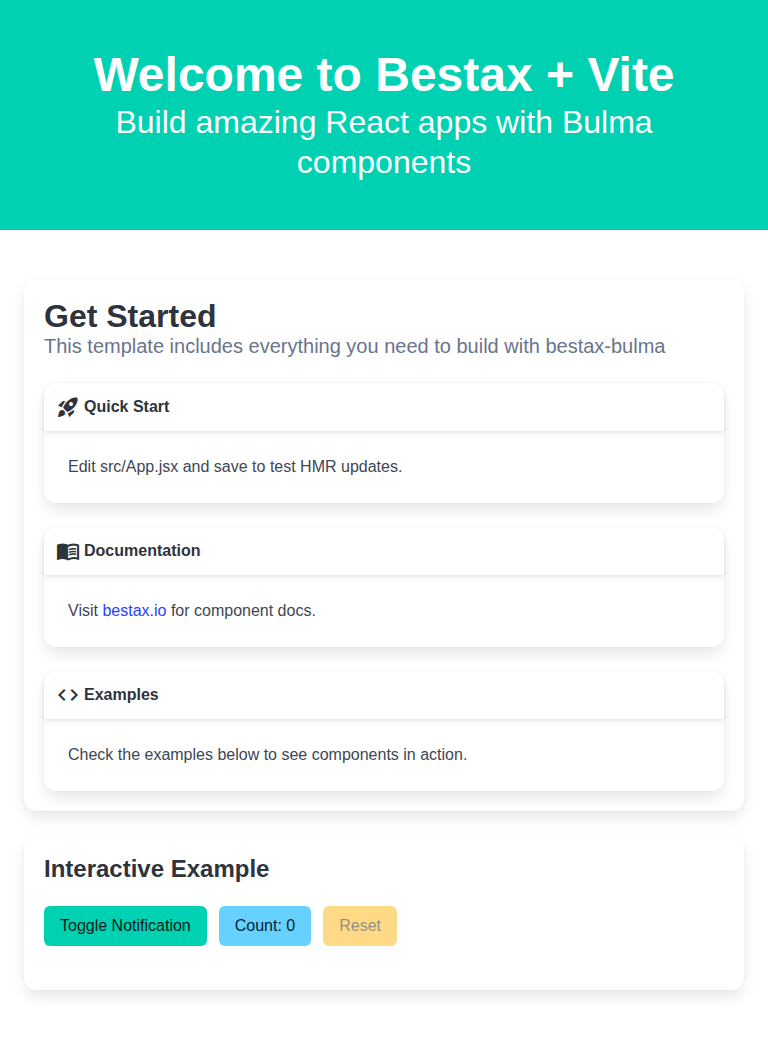 Welcome to Bestax + Vite
Build amazing React apps with Bulma
components
Get Started
This template includes everything you need to build with bestax-bulma
Quick Start
Edit src/App.jsx and save to test HMR updates.
Documentation
Visit bestax.io for component docs.
Examples
Check the examples below to see components in action.
Interactive Example
Toggle Notification
Count: 0
Reset